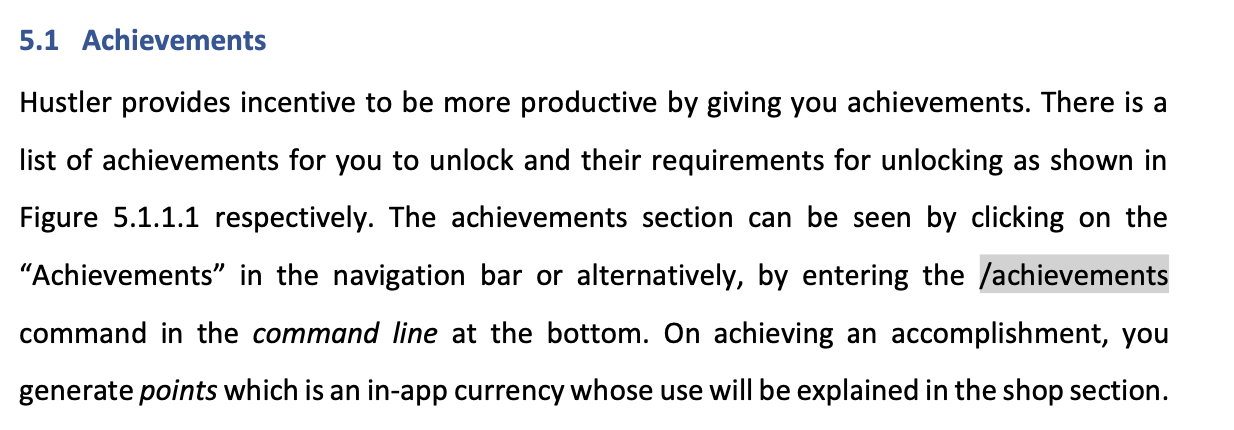 5.1 Achievements
Hustler provides incentive to be more productive by giving you achievements. There is a
list of achievements for you to unlock and their requirements for unlocking as shown in
Figure 5.1.1.1 respectively. The achievements section can be seen by clicking on the
“Achievements” in the navigation bar or alternatively, by entering the /achievements
command in the command line at the bottom. On achieving an accomplishment, you
generate points which is an in-app currency whose use will be explained in the shop section.